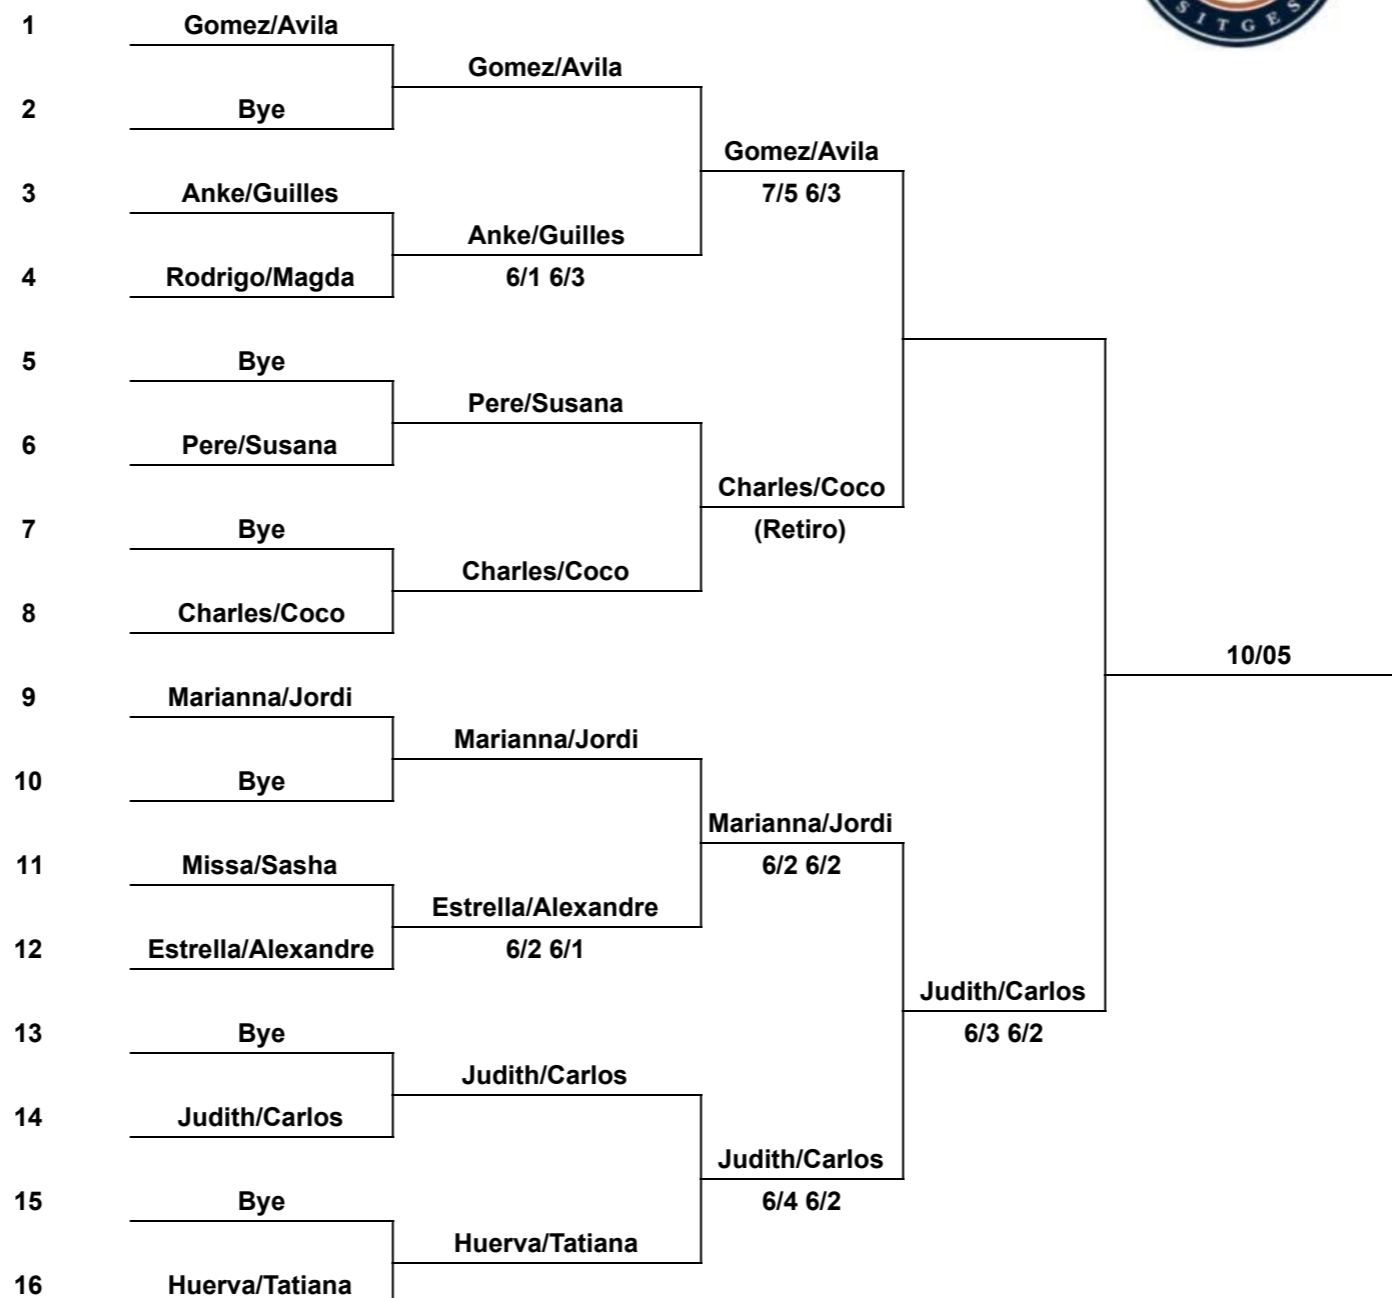 SITGES
1 Gomez/Avila
Gomez/Avila
2 Bye
Gomez/Avila
3 Anke/Guilles 7/5 6/3
Anke/Guilles
4 Rodrigo/Magda 6/1 6/3
5 Bye
Pere/Susana
6 Pere/Susana
Charles/Coco
7 Bye (Retiro)
Charles/Coco
8 Charles/Coco
10/05
9 Marianna/Jordi
Marianna/Jordi
10 Bye
Marianna/Jordi
11 Missa/Sasha 6/2 6/2
Estrella/Alexandre
12 Estrella/Alexandre 6/2 6/1
Judith/Carlos
13 Bye 6/3 6/2
Judith/Carlos
14 Judith/Carlos
Judith/Carlos
15 Bye 6/4 6/2
Huerva/Tatiana
16 Huerva/Tatiana